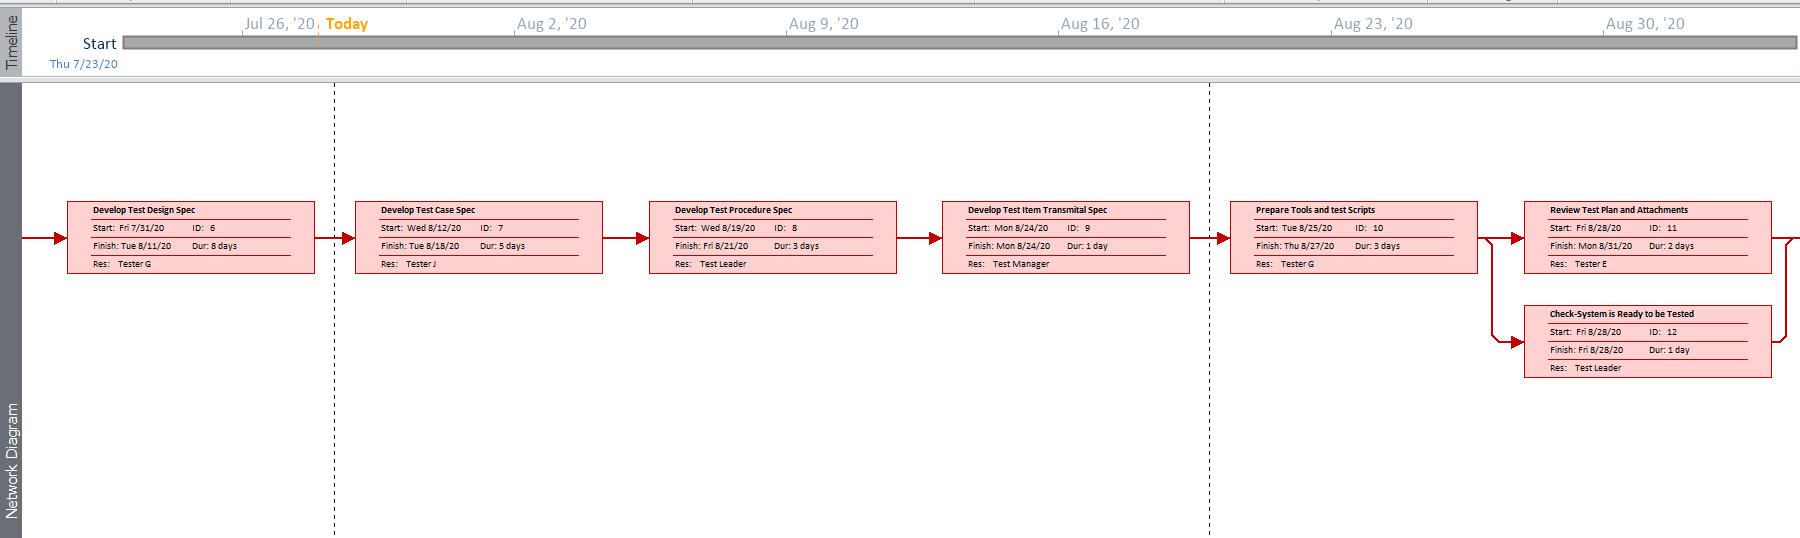 Timeline
Jul 26, '20
Today
Aug 2, '20
Aug 9, '20
Aug 16, '20
Aug 23, '20
Aug 30, '20
Start
Thu 7/23/20
Network Diagram
Develop Test Design Spec
Start: Fri 7/31/20 ID: 6
Finish: Tue 8/11/20 Dur: 8 days
Res: Tester G
Develop Test Case Spec
Start: Wed 8/12/20 ID: 7
Finish: Tue 8/18/20 Dur: 5 days
Res: Tester J
Develop Test Procedure Spec
Start: Wed 8/19/20 ID: 8
Finish: Fri 8/21/20 Dur: 3 days
Res: Test Leader
Develop Test Item Transmital Spec
Start: Mon 8/24/20 ID: 9
Finish: Mon 8/24/20 Dur: 1 day
Res: Test Manager
Prepare Tools and test Scripts
Start: Tue 8/25/20 ID: 10
Finish: Thu 8/27/20 Dur: 3 days
Res: Tester G
Review Test Plan and Attachments
Start: Fri 8/28/20 ID: 11
Finish: Mon 8/31/20 Dur: 2 days
Res: Tester E
Check-System is Ready to be Tested
Start: Fri 8/28/20 ID: 12
Finish: Fri 8/28/20 Dur: 1 day
Res: Test Leader